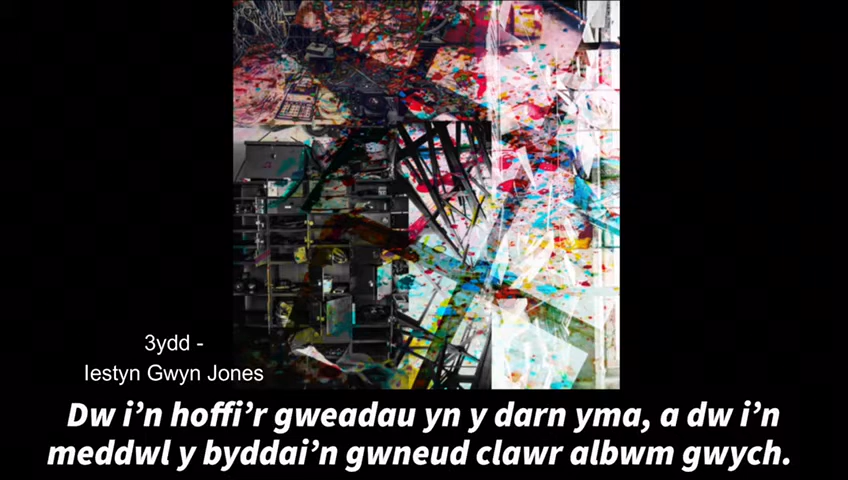 3ydd -
Iestyn Gwyn Jones
Dw i’n hoffi’r gweadau yn y darn yma, a dw i’n
meddwl y byddai’n gwneud clawr albwm gwych.